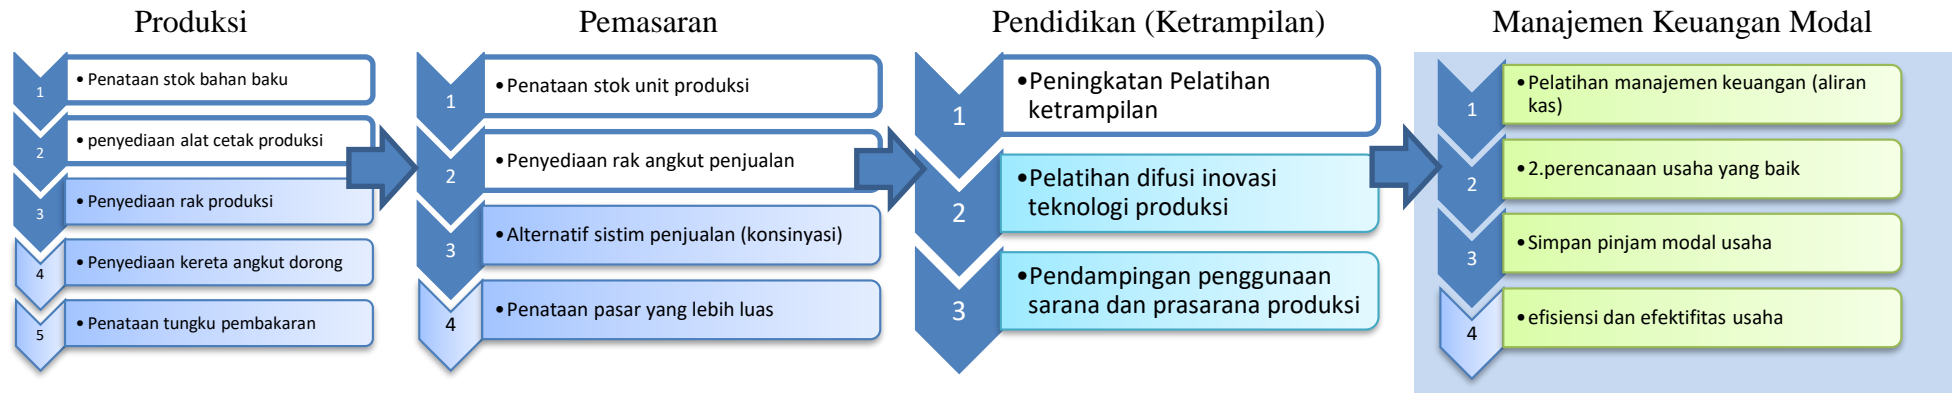 Produksi
1
•Penataan stok bahan baku
2
•penyediaan alat cetak produksi
3
•Penyediaan rak produksi
4
•Penyediaan kereta angkut dorong
5
•Penataan tungku pembakaran
Pemasaran
1
•Penataan stok unit produksi
2
•Penyediaan rak angkut penjualan
3
•Alternatif sistim penjualan (konsinyasi)
4
•Penataan pasar yang lebih luas
Pendidikan (Ketrampilan)
1
•Peningkatan Pelatihan
ketrampilan
2
•Pelatihan difusi inovasi
teknologi produksi
3
•Pendampingan penggunaan
sarana dan prasarana produksi
Manajemen Keuangan Modal
1
•Pelatihan manajemen keuangan (aliran
kas)
2
•2.perencanaan usaha yang baik
3
•Simpan pinjam modal usaha
4
•efisiensi dan efektifitas usaha